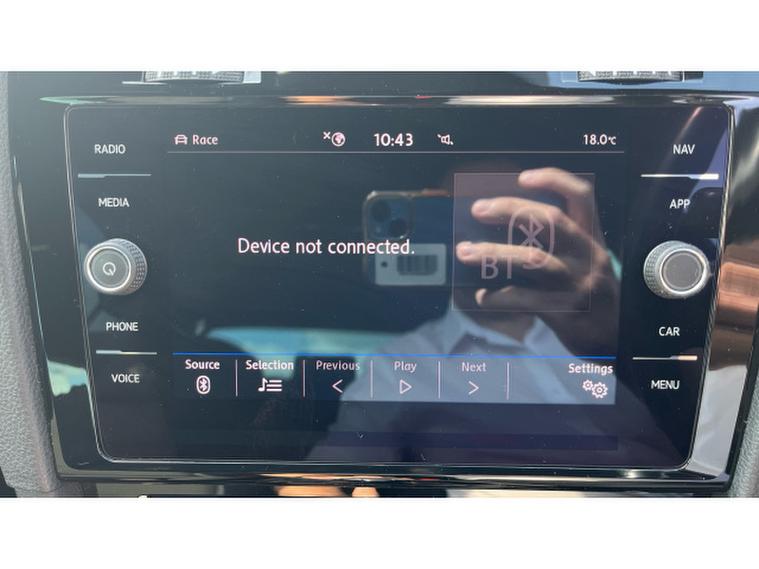 Race 10:43 18.0°C
RADIO
MEDIA
PHONE
VOICE
Device not connected.
BT
Source Selection Previous Play Next Settings
NAV
APP
CAR
MENU